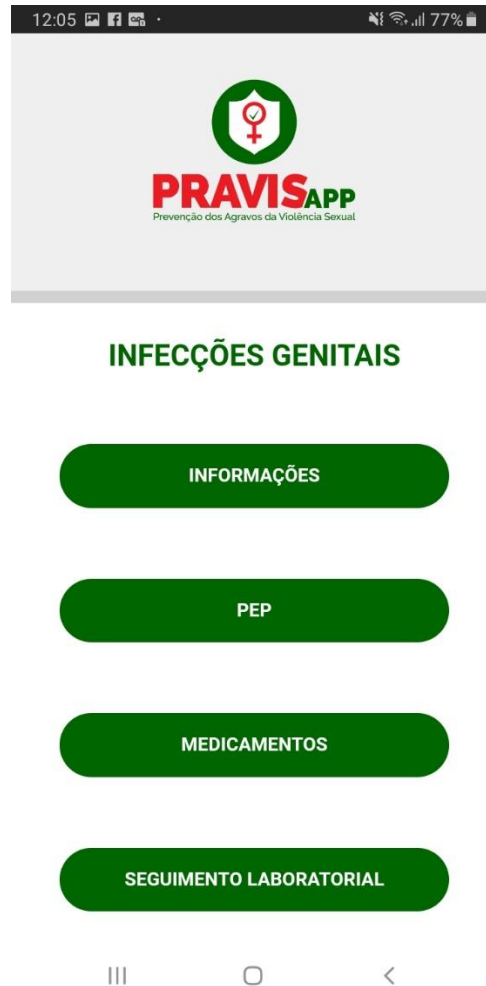 12:05
77%
PRAVISAPP
Prevenção dos Agravos da Violência Sexual
INFECÇÕES GENITAIS
INFORMAÇÕES
PEP
MEDICAMENTOS
SEGUIMENTO LABORATORIAL